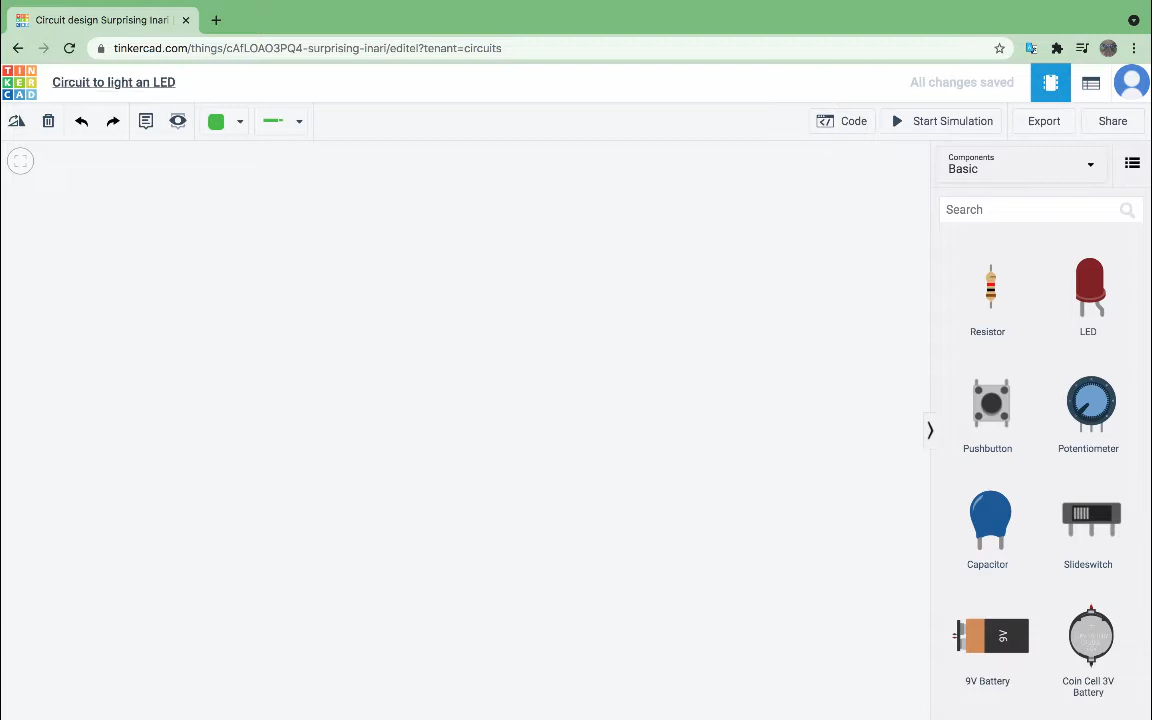 Circuit design Surprising Inari
tinkercad.com/things/cAfLOAO3PQ4-surprising-inari/editel?tenant=circuits
TIN
KER
CAD
Circuit to light an LED
All changes saved
Code
Start Simulation
Export
Share
Components
Basic
Search
Resistor
LED
Pushbutton
Potentiometer
Capacitor
Slideswitch
9V
9V Battery
Coin Cell 3V
Battery